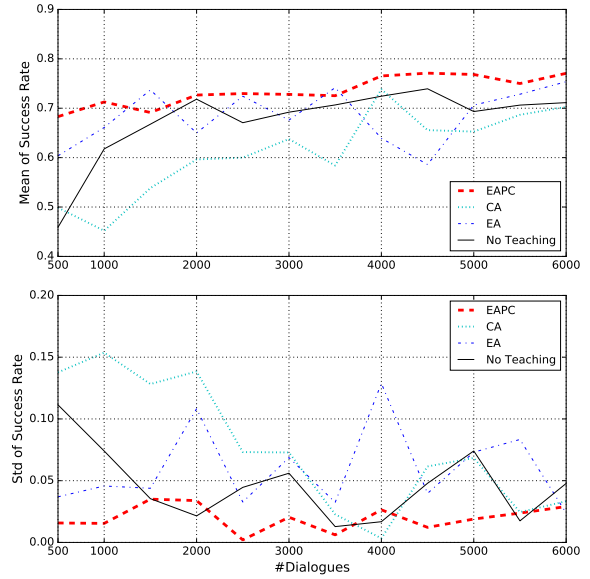 0.9
0.8
0.7
0.6
0.5
0.4
Mean of Success Rate
EAPC
CA
EA
No Teaching
500 1000 2000 3000 4000 5000 6000
0.20
0.15
0.10
0.05
0.00
Std of Success Rate
EAPC
CA
EA
No Teaching
500 1000 2000 3000 4000 5000 6000
#Dialogues